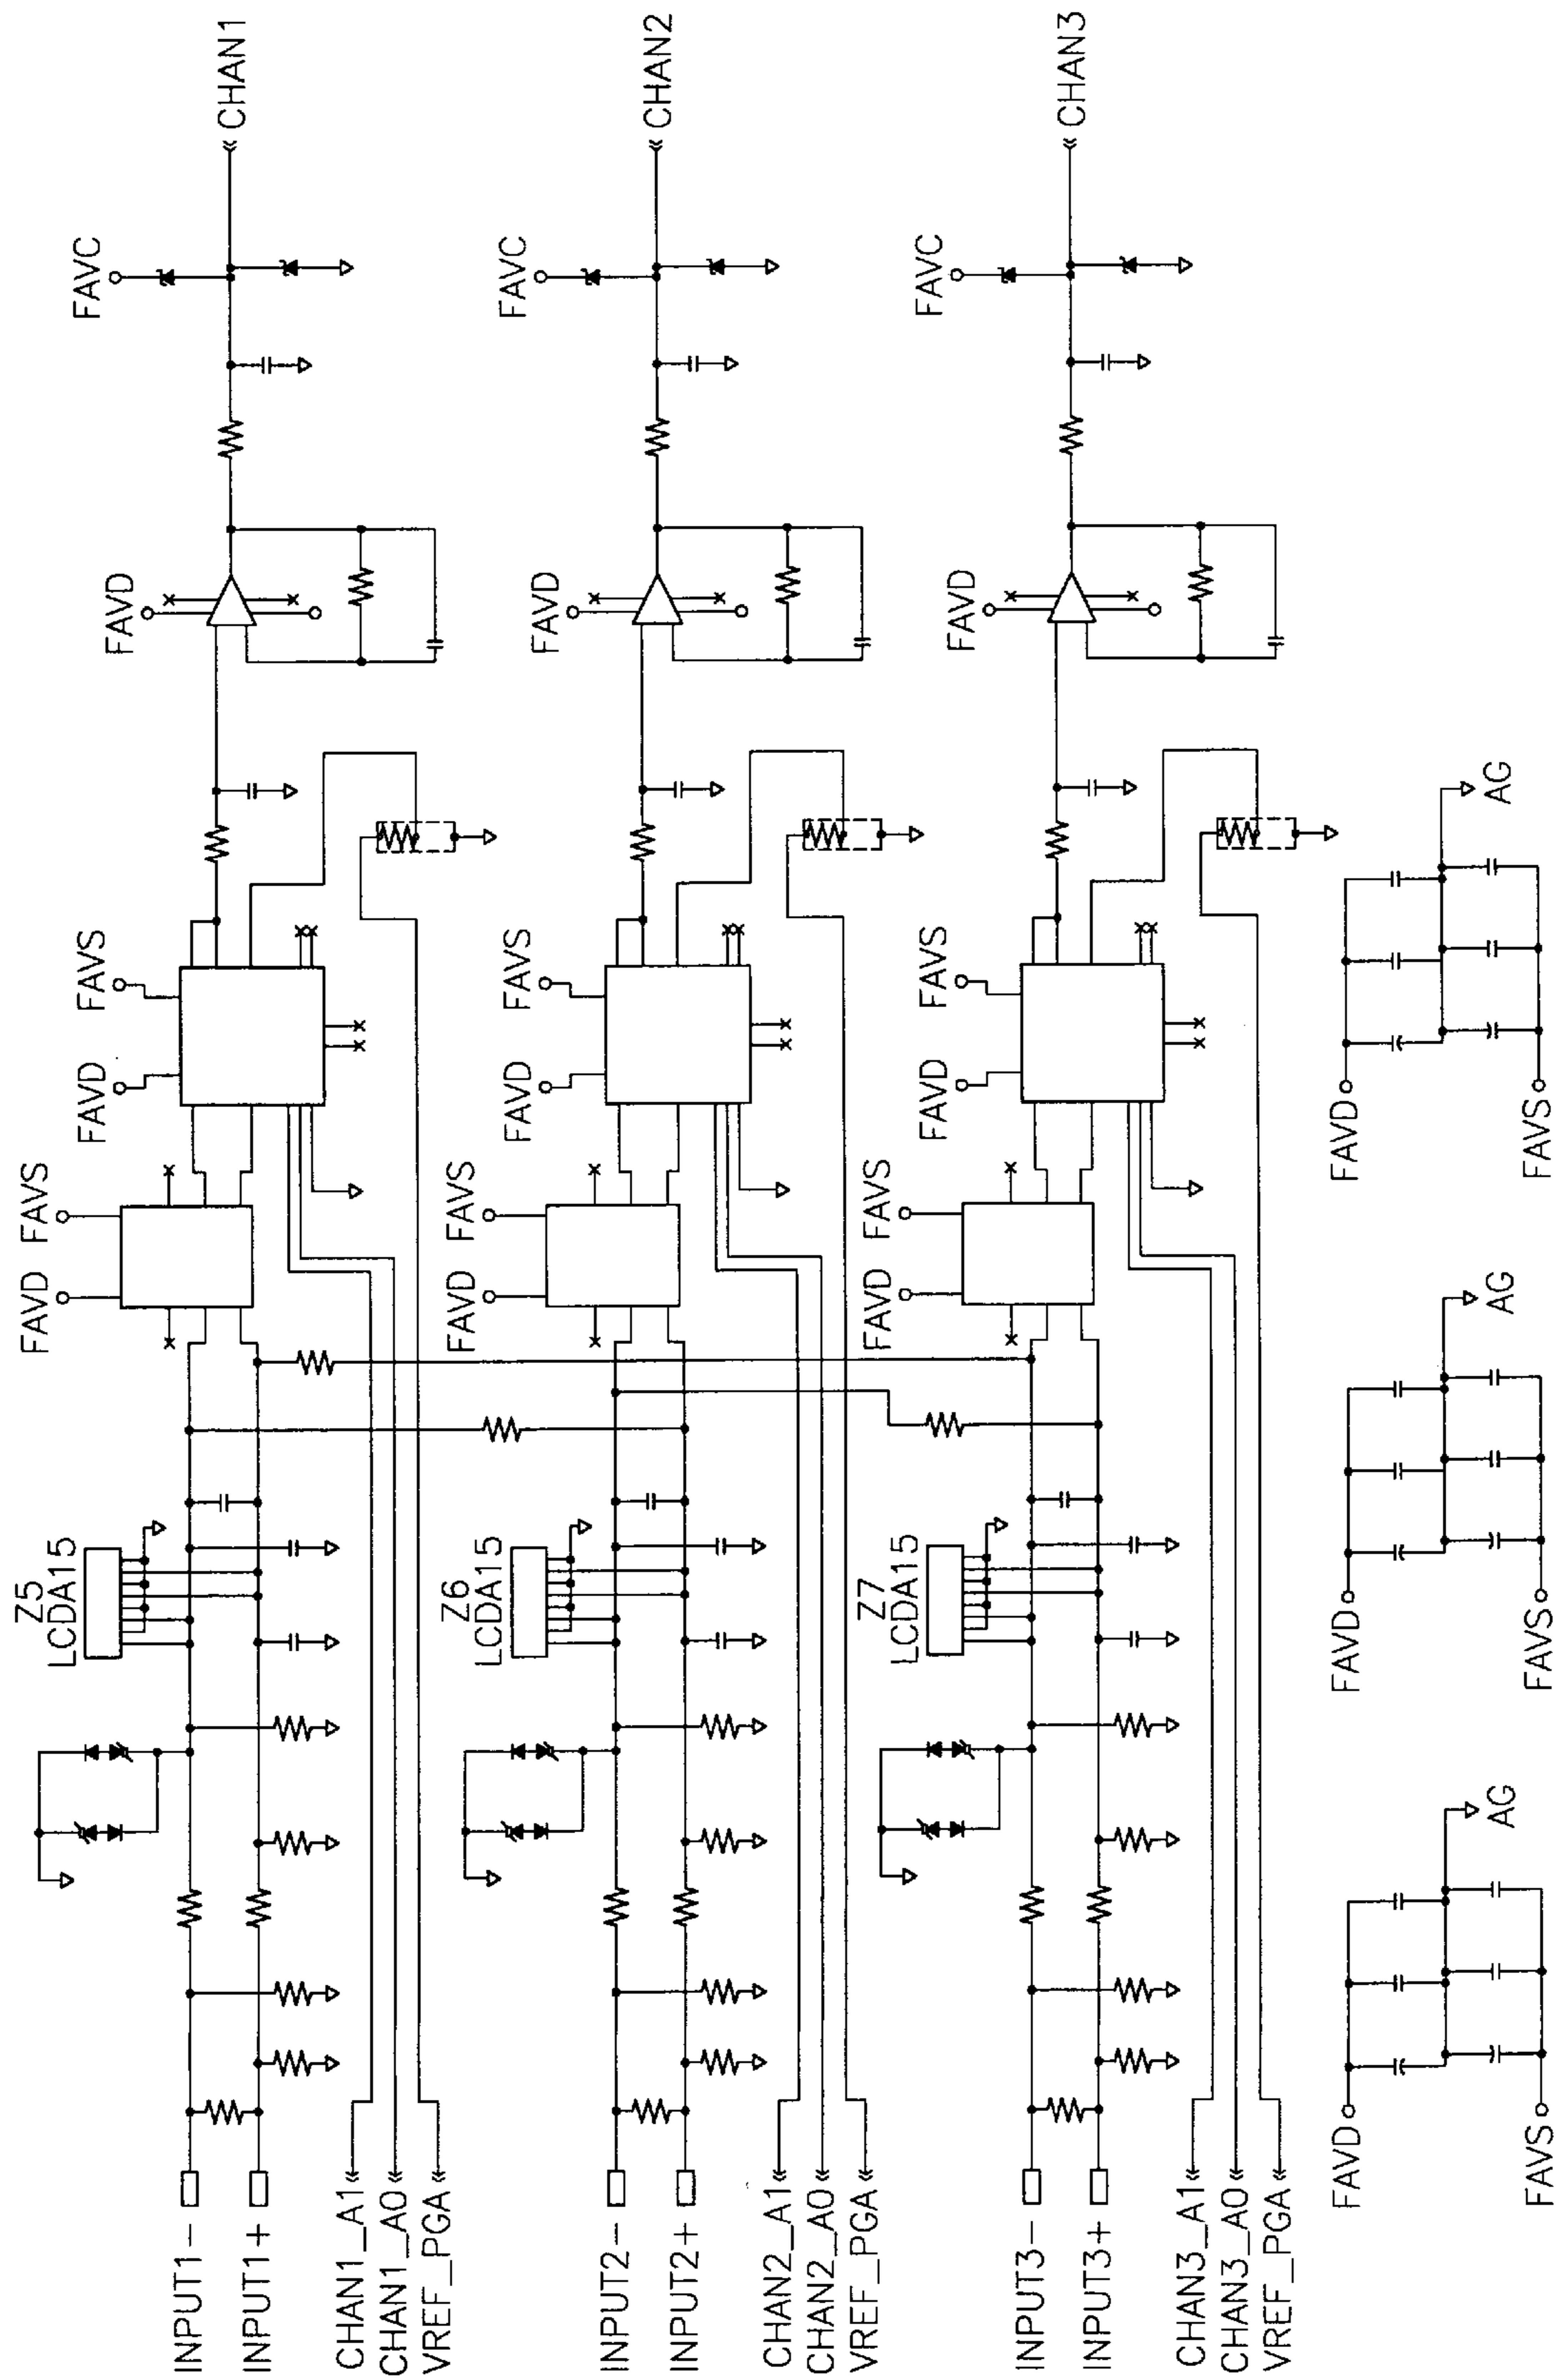 FAVD
FAVS
FAVD
FAVS
FAVD
FAVC
Z5
LCDA15
INPUT1-
INPUT1+
CHAN1
CHAN1_A1
CHAN1_A0
VREF_PGA
FAVD
FAVS
FAVD
FAVS
FAVD
FAVC
Z6
LCDA15
INPUT2-
INPUT2+
CHAN2
CHAN2_A1
CHAN2_A0
VREF_PGA
FAVD
FAVS
FAVD
FAVS
FAVD
FAVC
Z7
LCDA15
INPUT3-
INPUT3+
CHAN3
CHAN3_A1
CHAN3_A0
VREF_PGA
FAVD
AG
FAVS
FAVD
AG
FAVS
FAVD
AG
FAVS